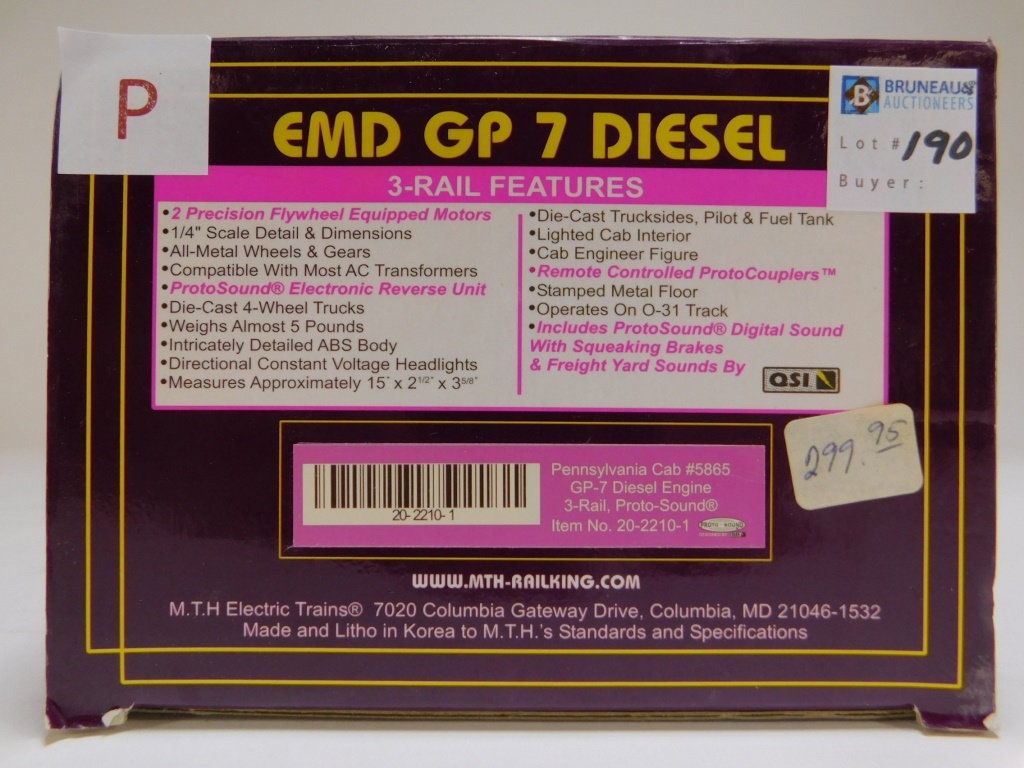 P
BRUNEAU &
AUCTIONEERS
B
Lot # 190
Buyer:
EMD GP 7 DIESEL
3-RAIL FEATURES
•2 Precision Flywheel Equipped Motors
•1/4" Scale Detail & Dimensions
•All-Metal Wheels & Gears
•Compatible With Most AC Transformers
•ProtoSound® Electronic Reverse Unit
•Die-Cast 4-Wheel Trucks
•Weighs Almost 5 Pounds
•Intricately Detailed ABS Body
•Directional Constant Voltage Headlights
•Measures Approximately 15" x 2 1/2" x 3 5/8"
•Die-Cast Trucksides, Pilot & Fuel Tank
•Lighted Cab Interior
•Cab Engineer Figure
•Remote Controlled ProtoCouplers™
•Stamped Metal Floor
•Operates On O-31 Track
•Includes ProtoSound® Digital Sound
With Squeaking Brakes
& Freight Yard Sounds By
QSI
299.95
20-2210-1
Pennsylvania Cab #5865
GP-7 Diesel Engine
3-Rail, Proto-Sound®
Item No. 20-2210-1
PROTO SOUND
www.mth-railking.com
M.T.H Electric Trains® 7020 Columbia Gateway Drive, Columbia, MD 21046-1532
Made and Litho in Korea to M.T.H.'s Standards and Specifications